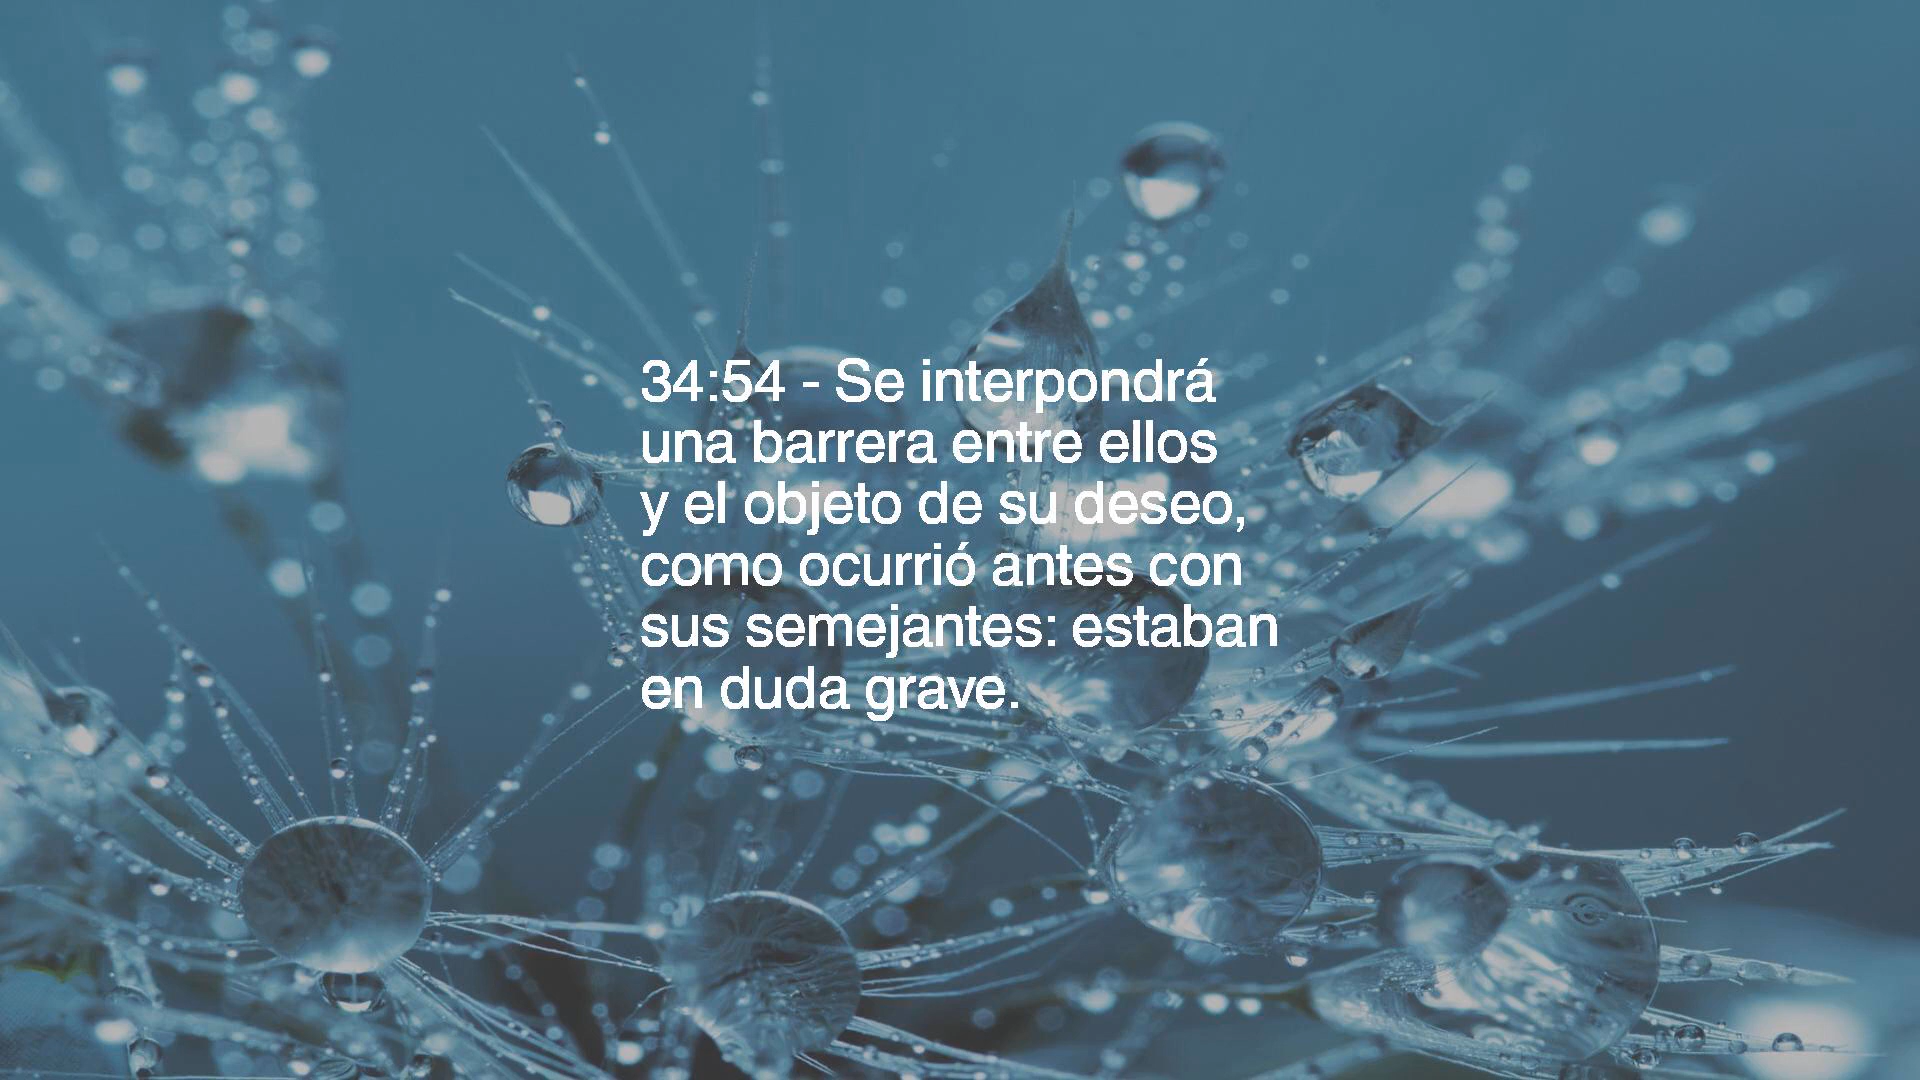 34:54 - Se interpondrá
una barrera entre ellos
y el objeto de su deseo,
como ocurrió antes con
sus semejantes: estaban
en duda grave.